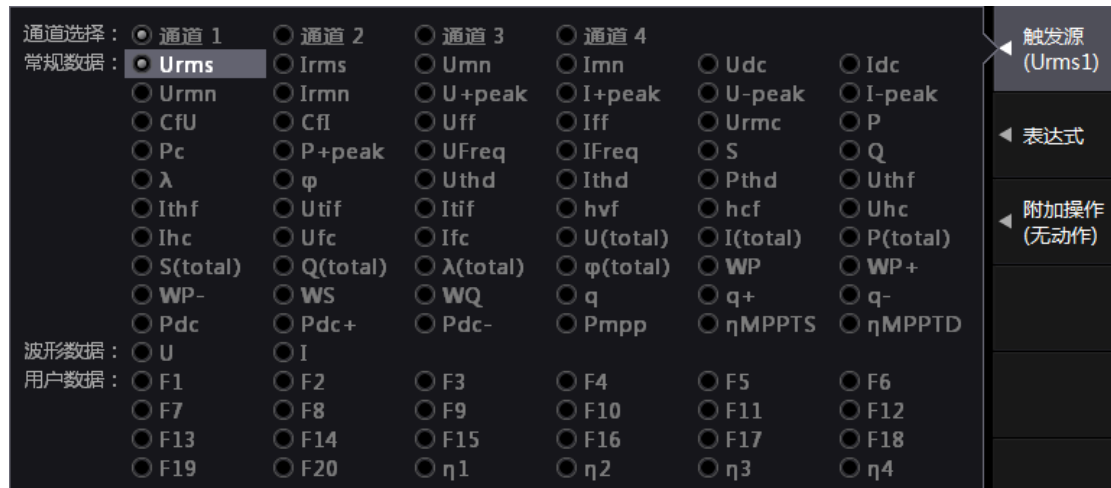 通道选择： 通道 1 通道 2 通道 3 通道 4
常规数据： Urms Irms Umn Imn Udc Idc
Urmn Irmn U+peak I+peak U-peak I-peak
CfU CfI Uff Iff Urmc P
Pc P+peak UFreq IFreq S Q
λ φ Uthd Ithd Pthd Uthf
Ithf Utif Itif hvf hcf Uhc
Ihc Ufc Ifc U(total) I(total) P(total)
S(total) Q(total) λ(total) φ(total) WP WP+
WP- WS WQ q q+ q-
Pdc Pdc+ Pdc- Pmpp ηMPPTS ηMPPTD
波形数据： U I
用户数据： F1 F2 F3 F4 F5 F6
F7 F8 F9 F10 F11 F12
F13 F14 F15 F16 F17 F18
F19 F20 η1 η2 η3 η4
触发源
(Urms1)
表达式
附加操作
(无动作)